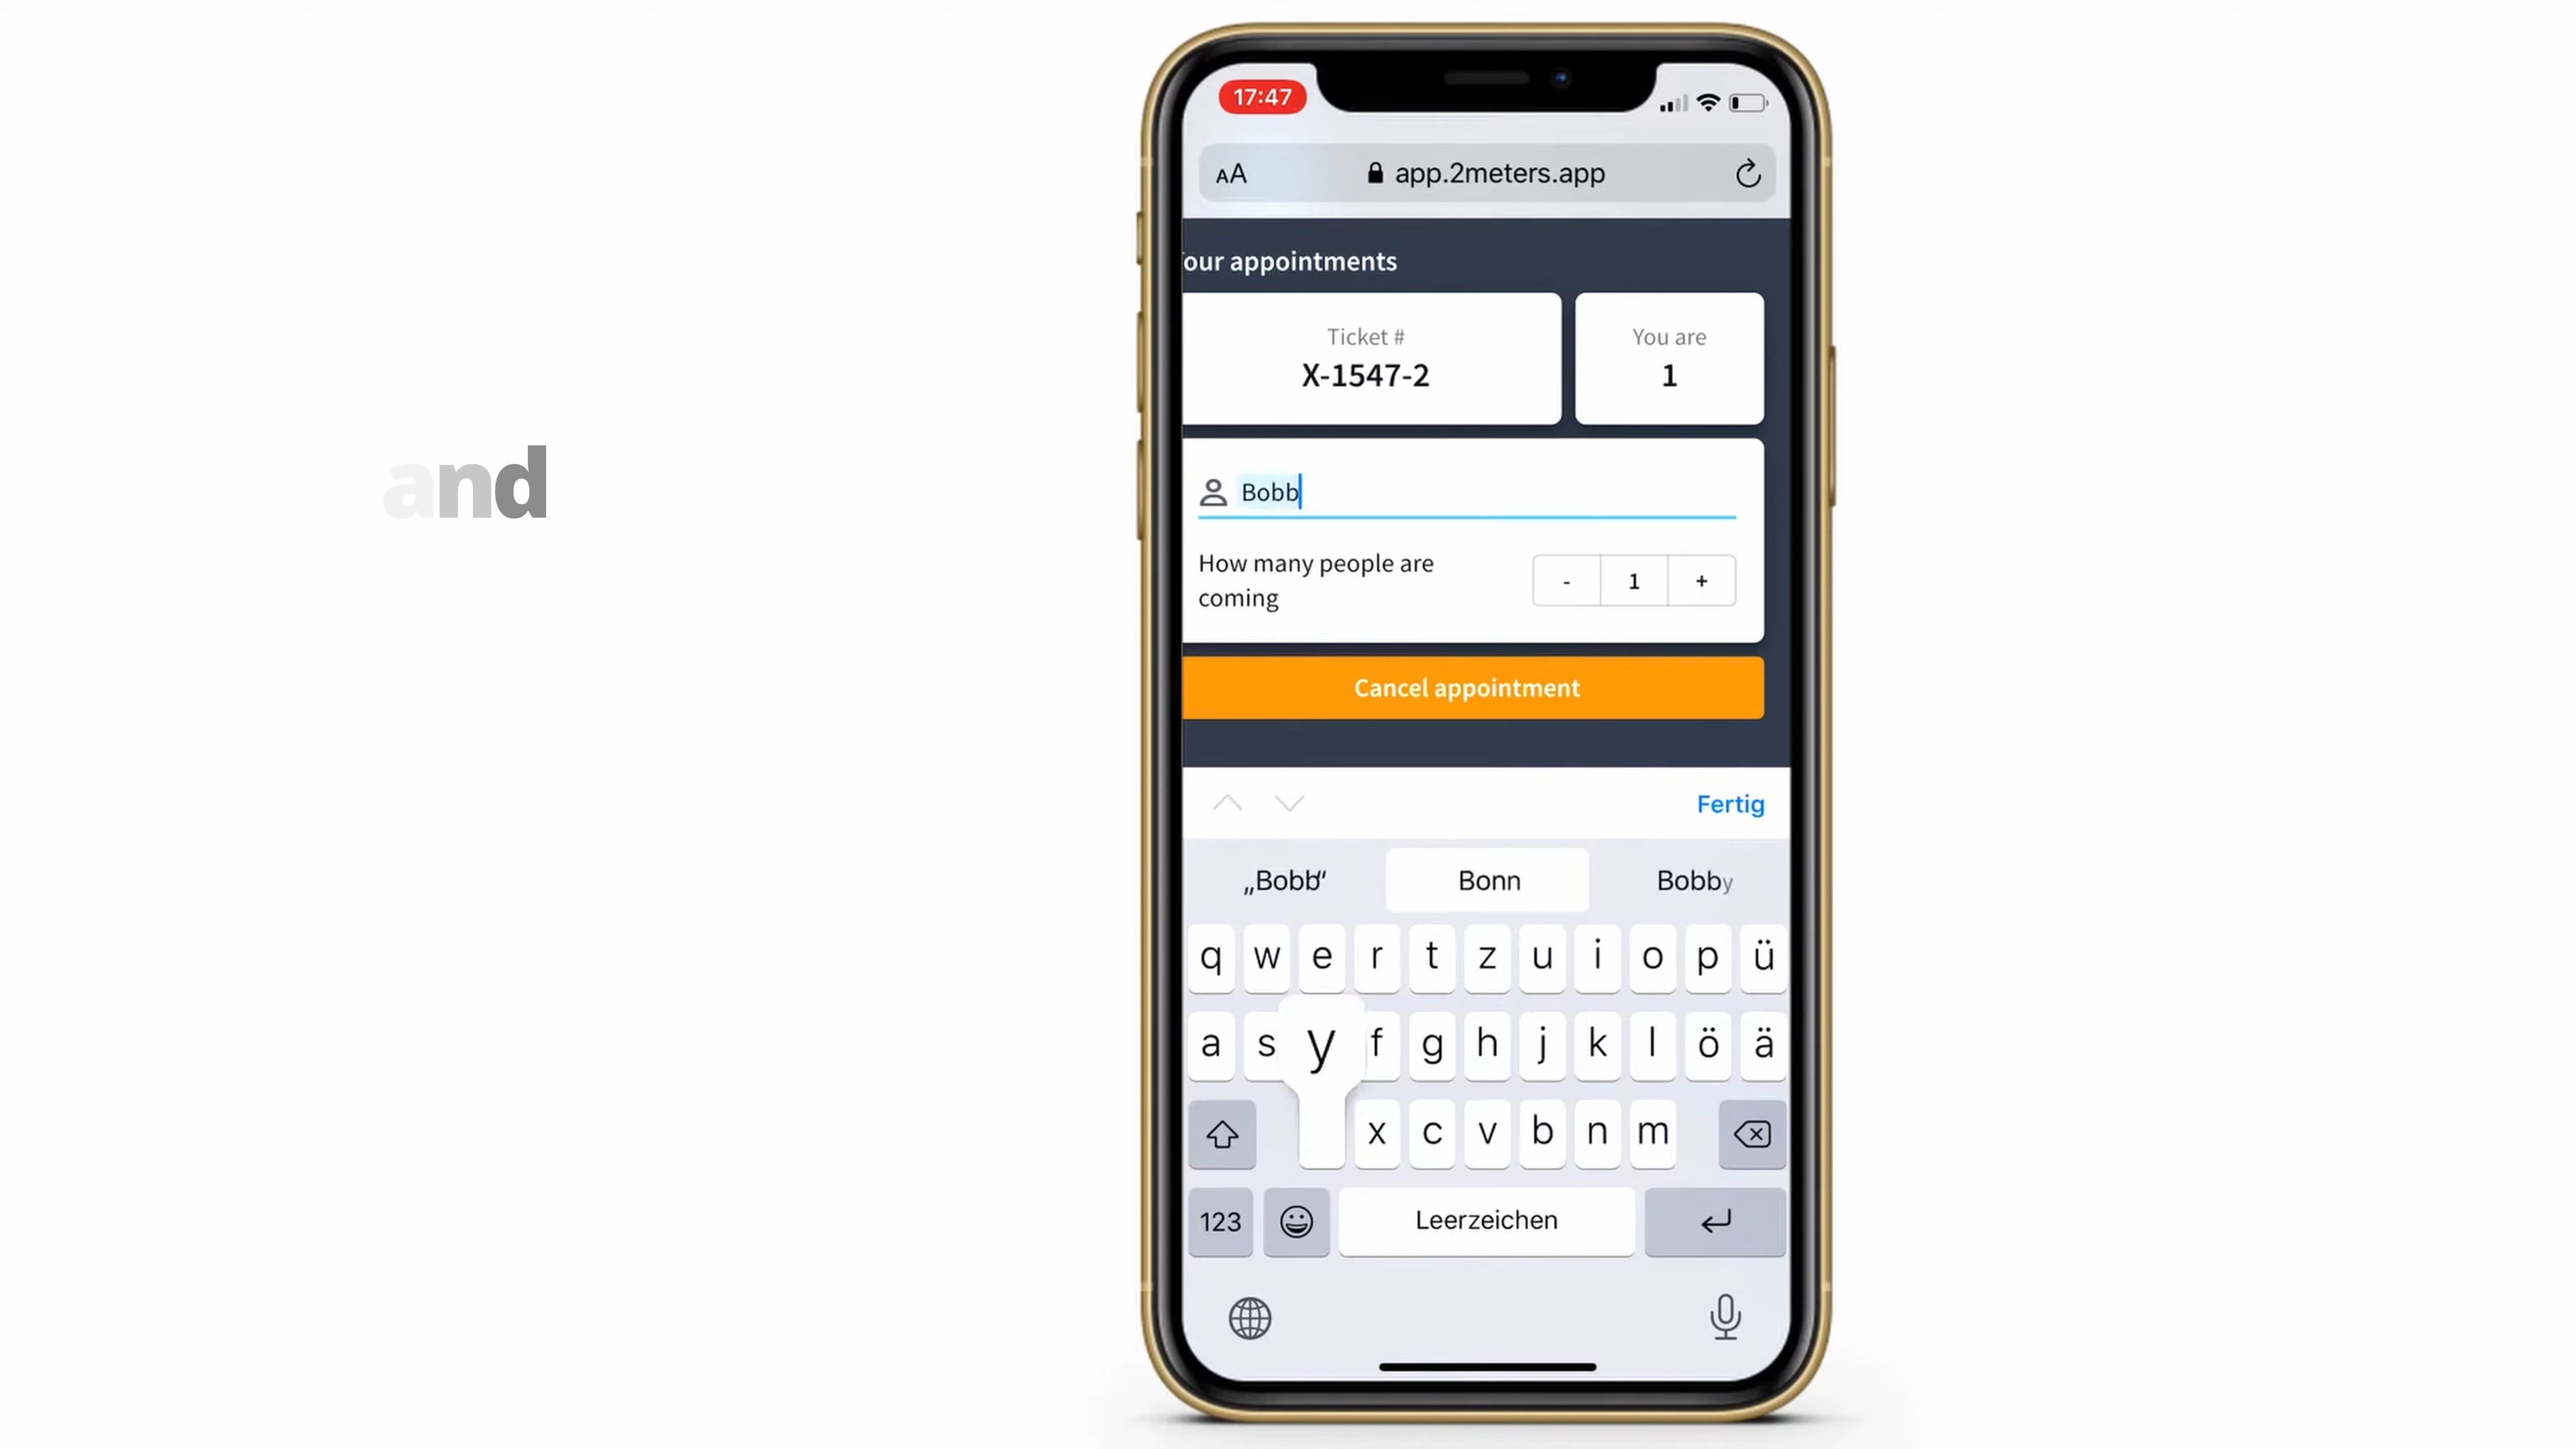 and
17:47
AA
app.2meters.app
our appointments
Ticket #
X-1547-2
You are
1
Bobb
How many people are
coming
- 1 +
Cancel appointment
Fertig
„Bobb“ Bonn Bobby
q w e r t z u i o p ü
a s y f g h j k l ö ä
x c v b n m
123 Leerzeichen